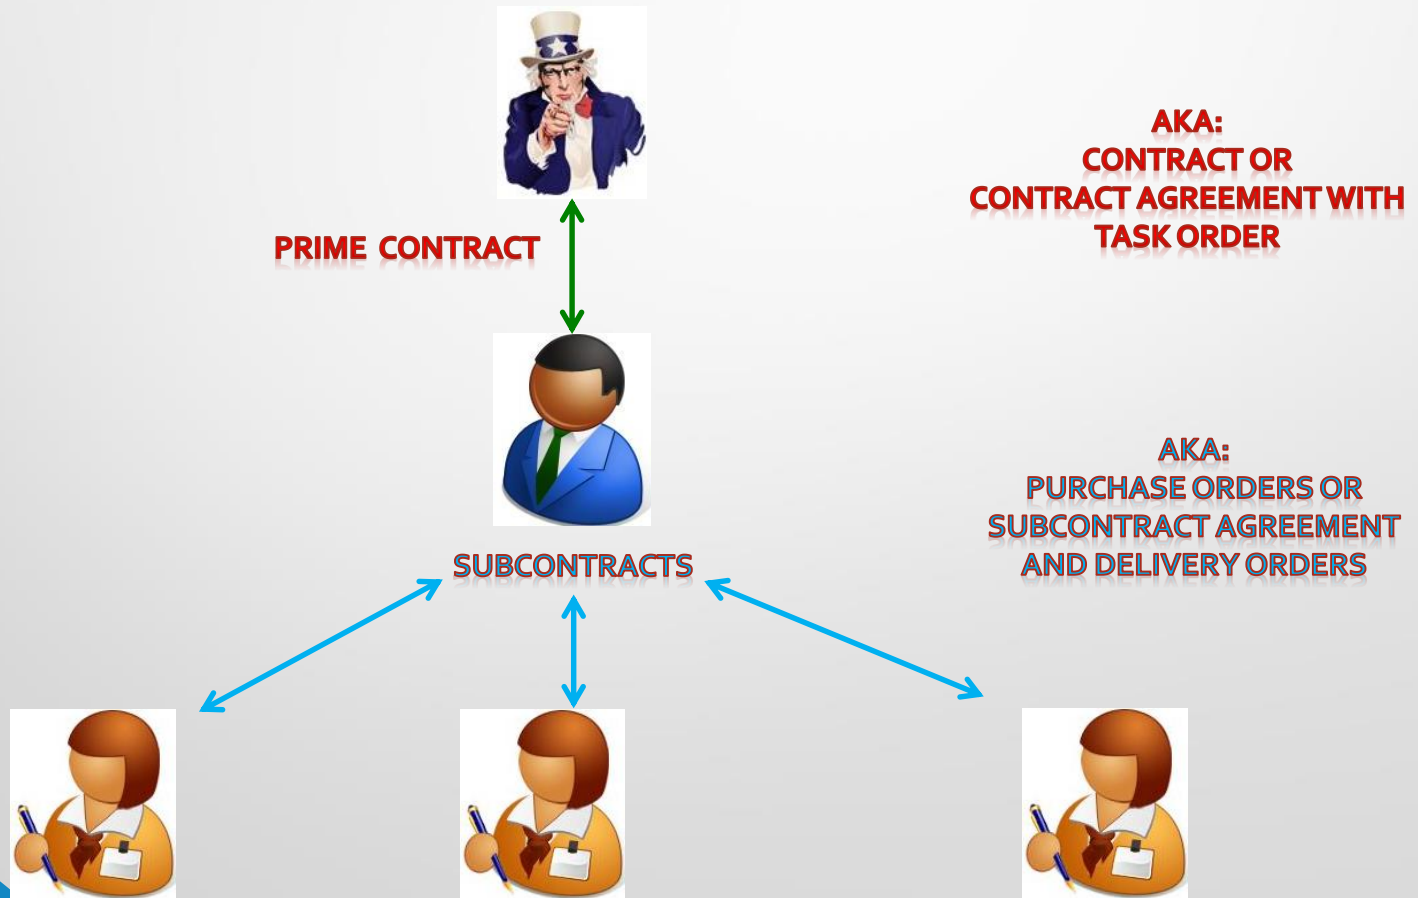 AKA:
CONTRACT OR
CONTRACT AGREEMENT WITH
TASK ORDER
PRIME CONTRACT
AKA:
PURCHASE ORDERS OR
SUBCONTRACT AGREEMENT
AND DELIVERY ORDERS
SUBCONTRACTS